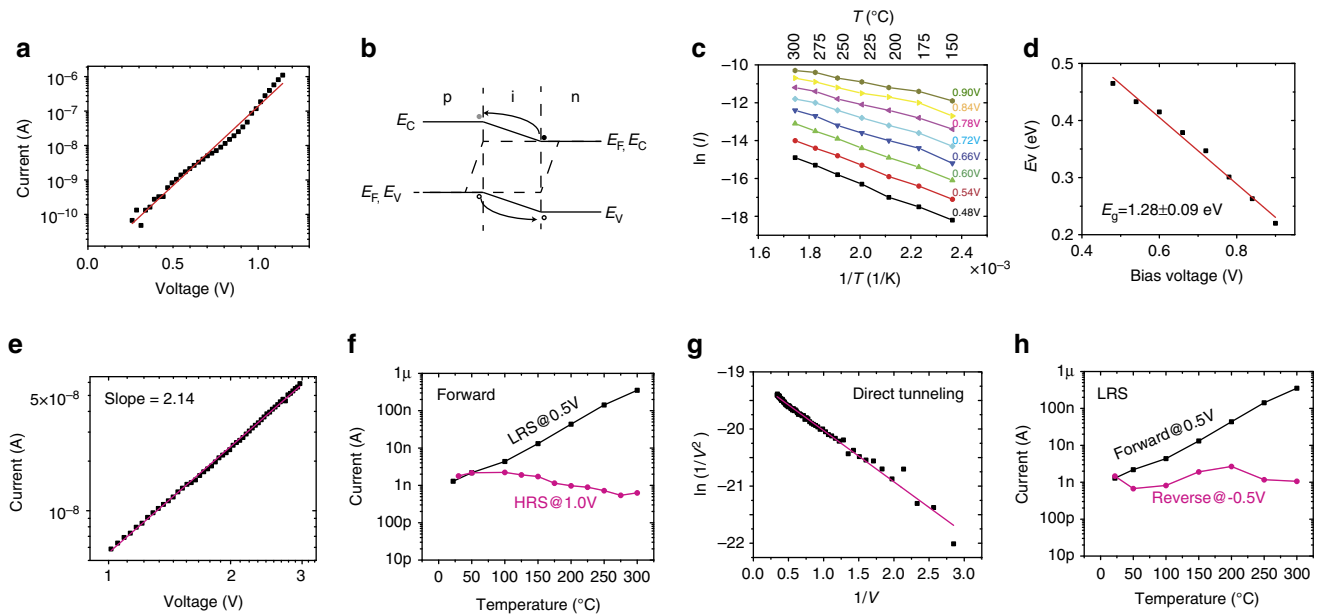 a
10⁻⁶
10⁻⁷
10⁻⁸
10⁻⁹
10⁻¹⁰
Current (A)
0.0 0.5 1.0
Voltage (V)
b
p i n
E_C
E_F, E_C
E_F, E_V
E_V
c
T (°C)
300 275 250 225 200 175 150
−10
−12
−14
−16
−18
ln (I)
0.90V
0.84V
0.78V
0.72V
0.66V
0.60V
0.54V
0.48V
1.6 1.8 2.0 2.2 2.4
×10⁻³
1/T (1/K)
d
0.5
0.4
0.3
0.2
Ev (eV)
E_g=1.28±0.09 eV
0.4 0.6 0.8 1.0
Bias voltage (V)
e
Slope = 2.14
5×10⁻⁸
10⁻⁸
Current (A)
1 2 3
Voltage (V)
f
1μ
100n
10n
1n
100p
10p
Current (A)
Forward
LRS@0.5V
HRS@1.0V
0 50 100 150 200 250 300
Temperature (°C)
g
−19
−20
−21
−22
ln (1/V²)
Direct tunneling
0.0 0.6 1.2 1.8 2.4 3.0
1/V
h
1μ
100n
10n
1n
100p
10p
Current (A)
LRS
Forward@0.5V
Reverse@-0.5V
0 50 100 150 200 250 300
Temperature (°C)